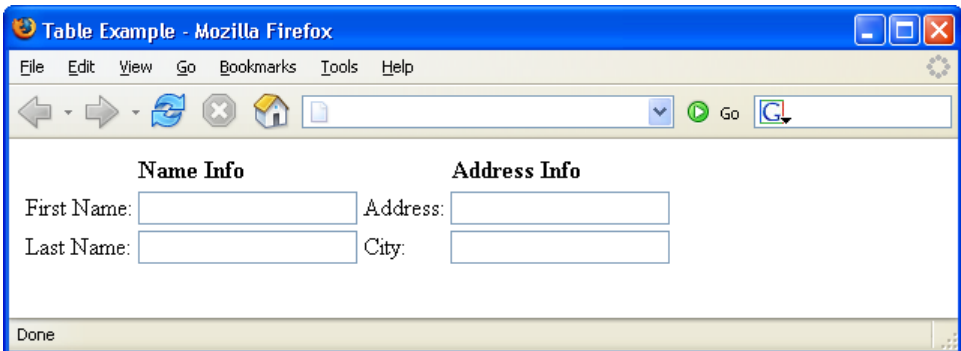 Table Example - Mozilla Firefox
File Edit View Go Bookmarks Tools Help
Go G
Name Info Address Info
First Name: Address:
Last Name: City:
Done